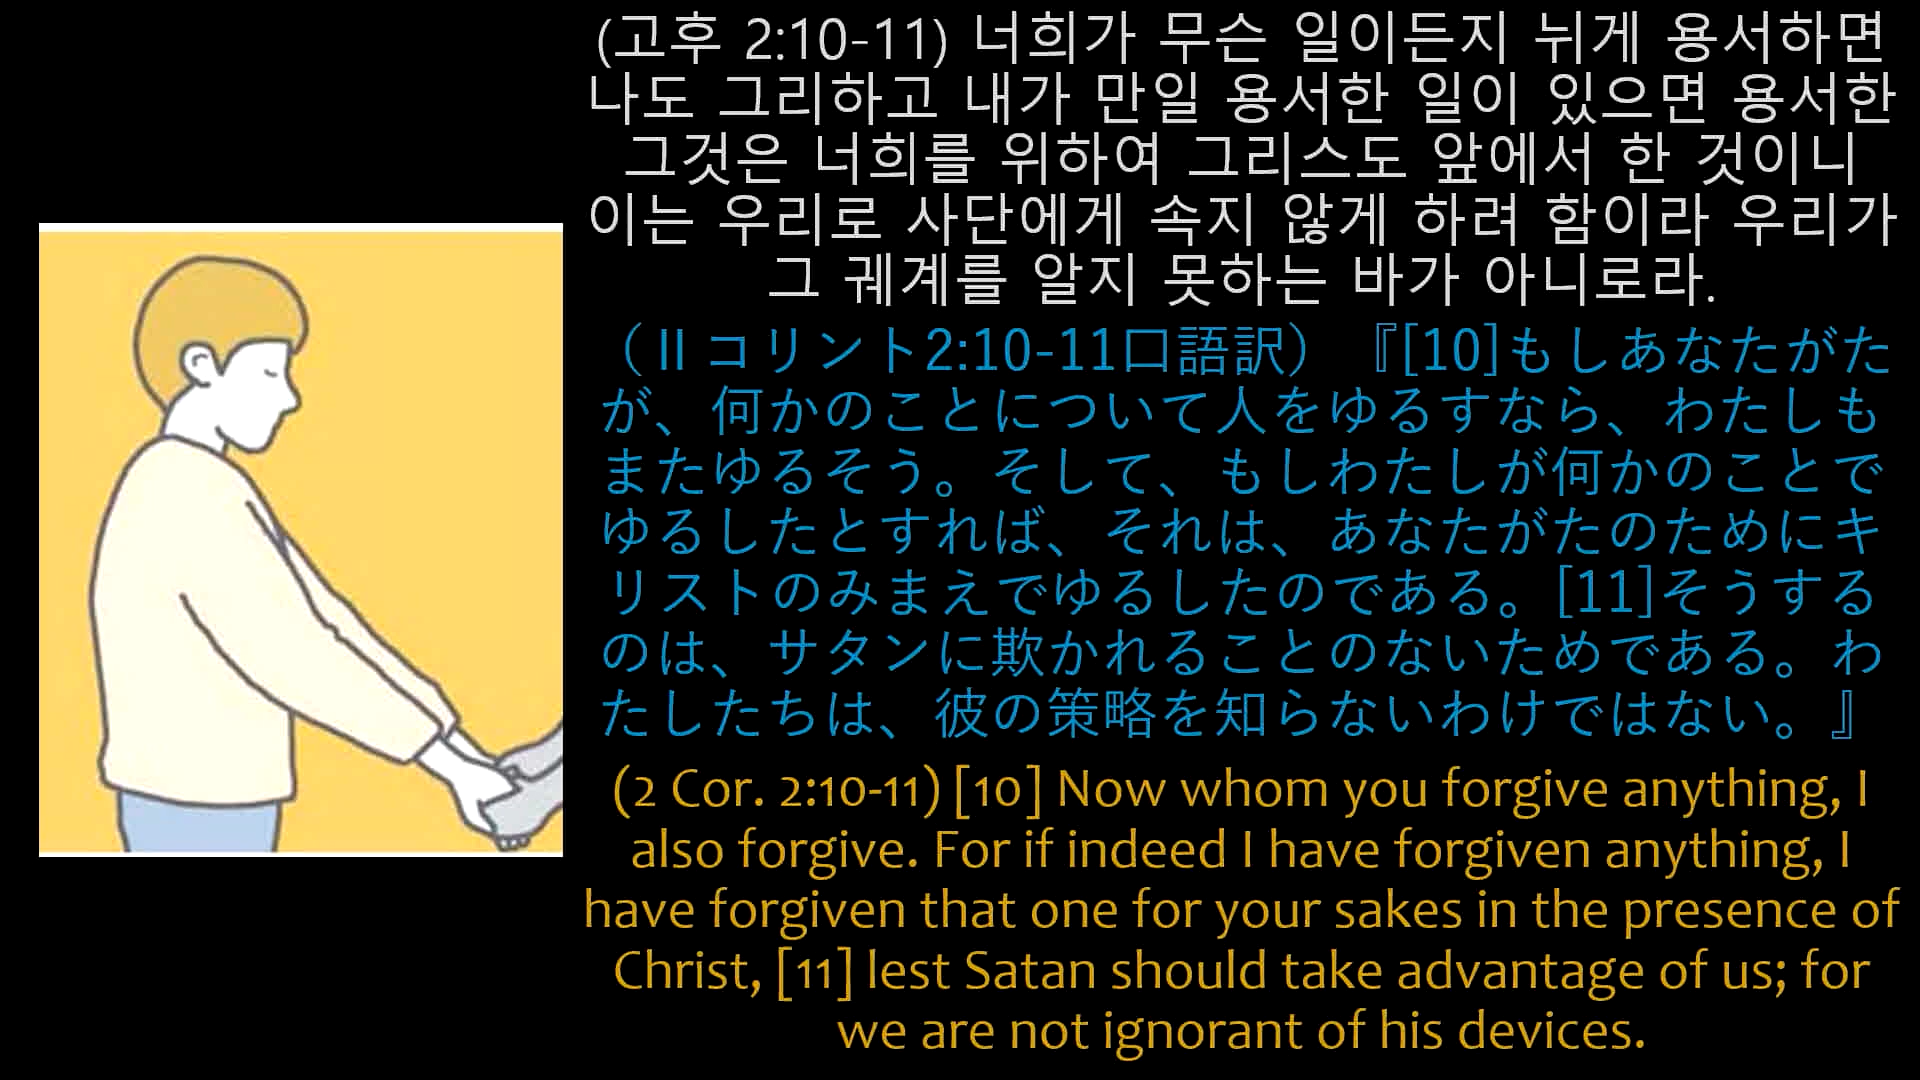 (고후 2:10-11) 너희가 무슨 일이든지 뉘게 용서하면
나도 그리하고 내가 만일 용서한 일이 있으면 용서한
그것은 너희를 위하여 그리스도 앞에서 한 것이니
이는 우리로 사단에게 속지 않게 하려 함이라 우리가
그 궤계를 알지 못하는 바가 아니로라.
（Ⅱコリント2:10-11口語訳）『[10]もしあなたがた
が、何かのことについて人をゆるすなら、わたしも
またゆるそう。そして、もしわたしが何かのことで
ゆるしたとすれば、それは、あなたがたのためにキ
リストのみまえでゆるしたのである。[11]そうする
のは、サタンに欺かれることのないためである。わ
たしたちは、彼の策略を知らないわけではない。』
(2 Cor. 2:10-11) [10] Now whom you forgive anything, I
also forgive. For if indeed I have forgiven anything, I
have forgiven that one for your sakes in the presence of
Christ, [11] lest Satan should take advantage of us; for
we are not ignorant of his devices.